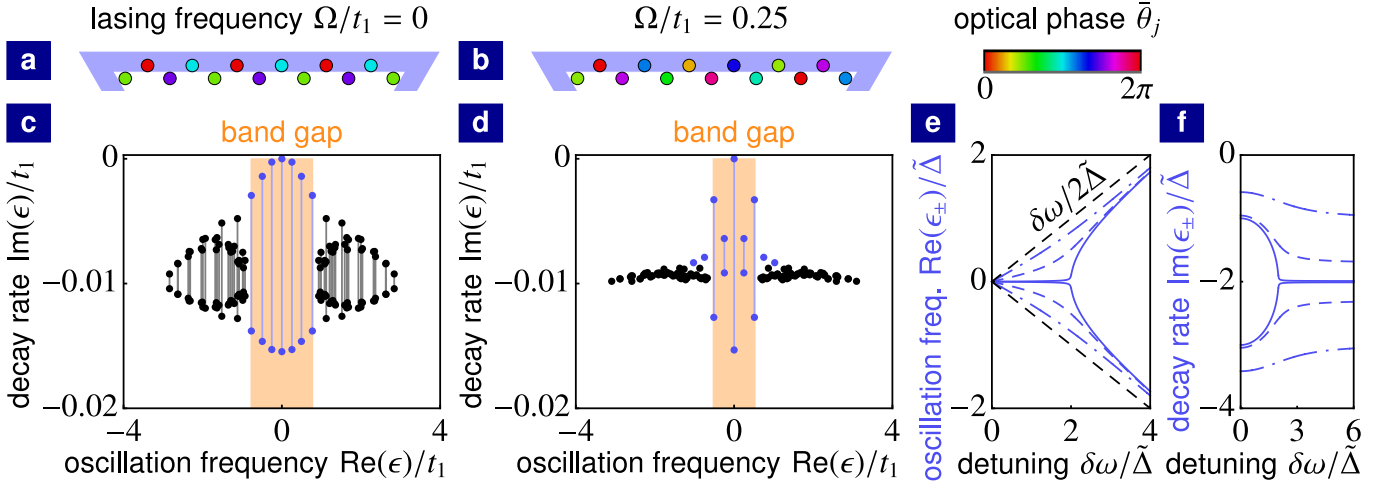 lasing frequency Ω/t₁ = 0
Ω/t₁ = 0.25
optical phase θ̄ⱼ
a
b
0 2π
c
band gap
d
band gap
e
f
decay rate Im(ϵ)/t₁
0
−0.01
−0.02
−4 0 4
oscillation frequency Re(ϵ)/t₁
decay rate Im(ϵ)/t₁
0
−0.01
−0.02
−4 0 4
oscillation frequency Re(ϵ)/t₁
oscillation freq. Re(ϵ±)/Δ̃
2
0
−2
δω/2Δ̃
0 2 4
detuning δω/Δ̃
decay rate Im(ϵ±)/Δ̃
0
−2
−4
0 3 6
detuning δω/Δ̃